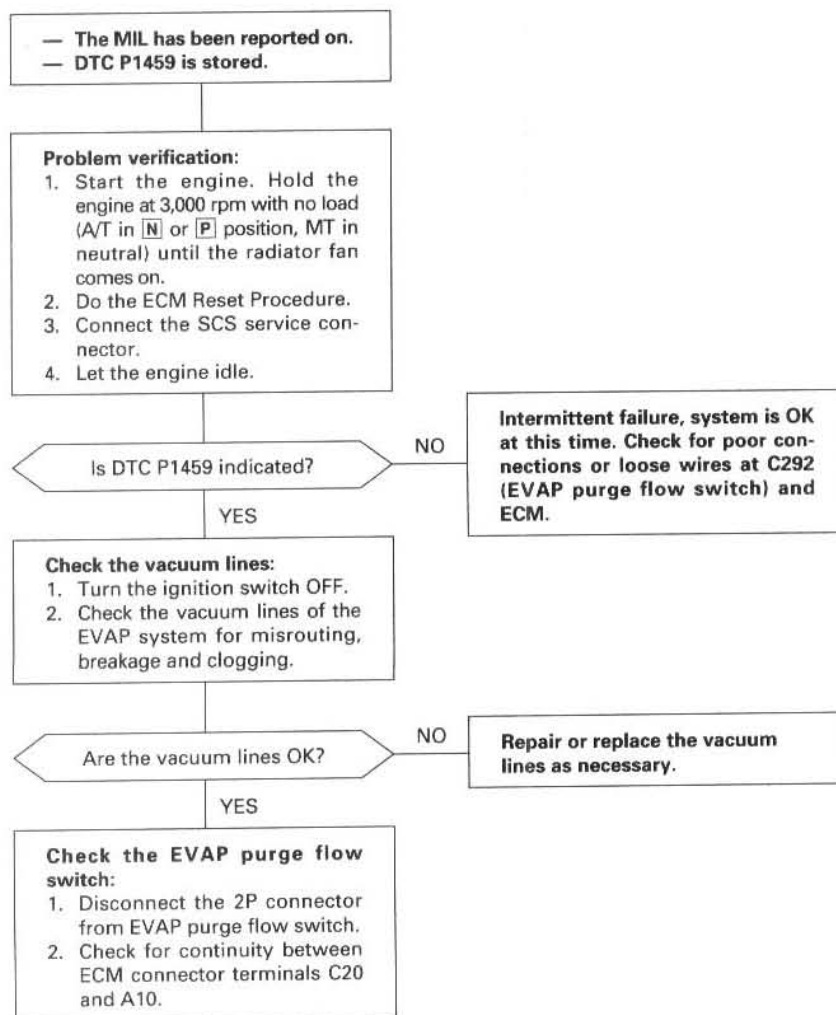 — The MIL has been reported on.
— DTC P1459 is stored.
Problem verification:
1. Start the engine. Hold the
engine at 3,000 rpm with no load
(A/T in N or P position, MT in
neutral) until the radiator fan
comes on.
2. Do the ECM Reset Procedure.
3. Connect the SCS service con-
nector.
4. Let the engine idle.
Is DTC P1459 indicated?
NO
Intermittent failure, system is OK
at this time. Check for poor con-
nections or loose wires at C292
(EVAP purge flow switch) and
ECM.
YES
Check the vacuum lines:
1. Turn the ignition switch OFF.
2. Check the vacuum lines of the
EVAP system for misrouting,
breakage and clogging.
Are the vacuum lines OK?
NO
Repair or replace the vacuum
lines as necessary.
YES
Check the EVAP purge flow
switch:
1. Disconnect the 2P connector
from EVAP purge flow switch.
2. Check for continuity between
ECM connector terminals C20
and A10.